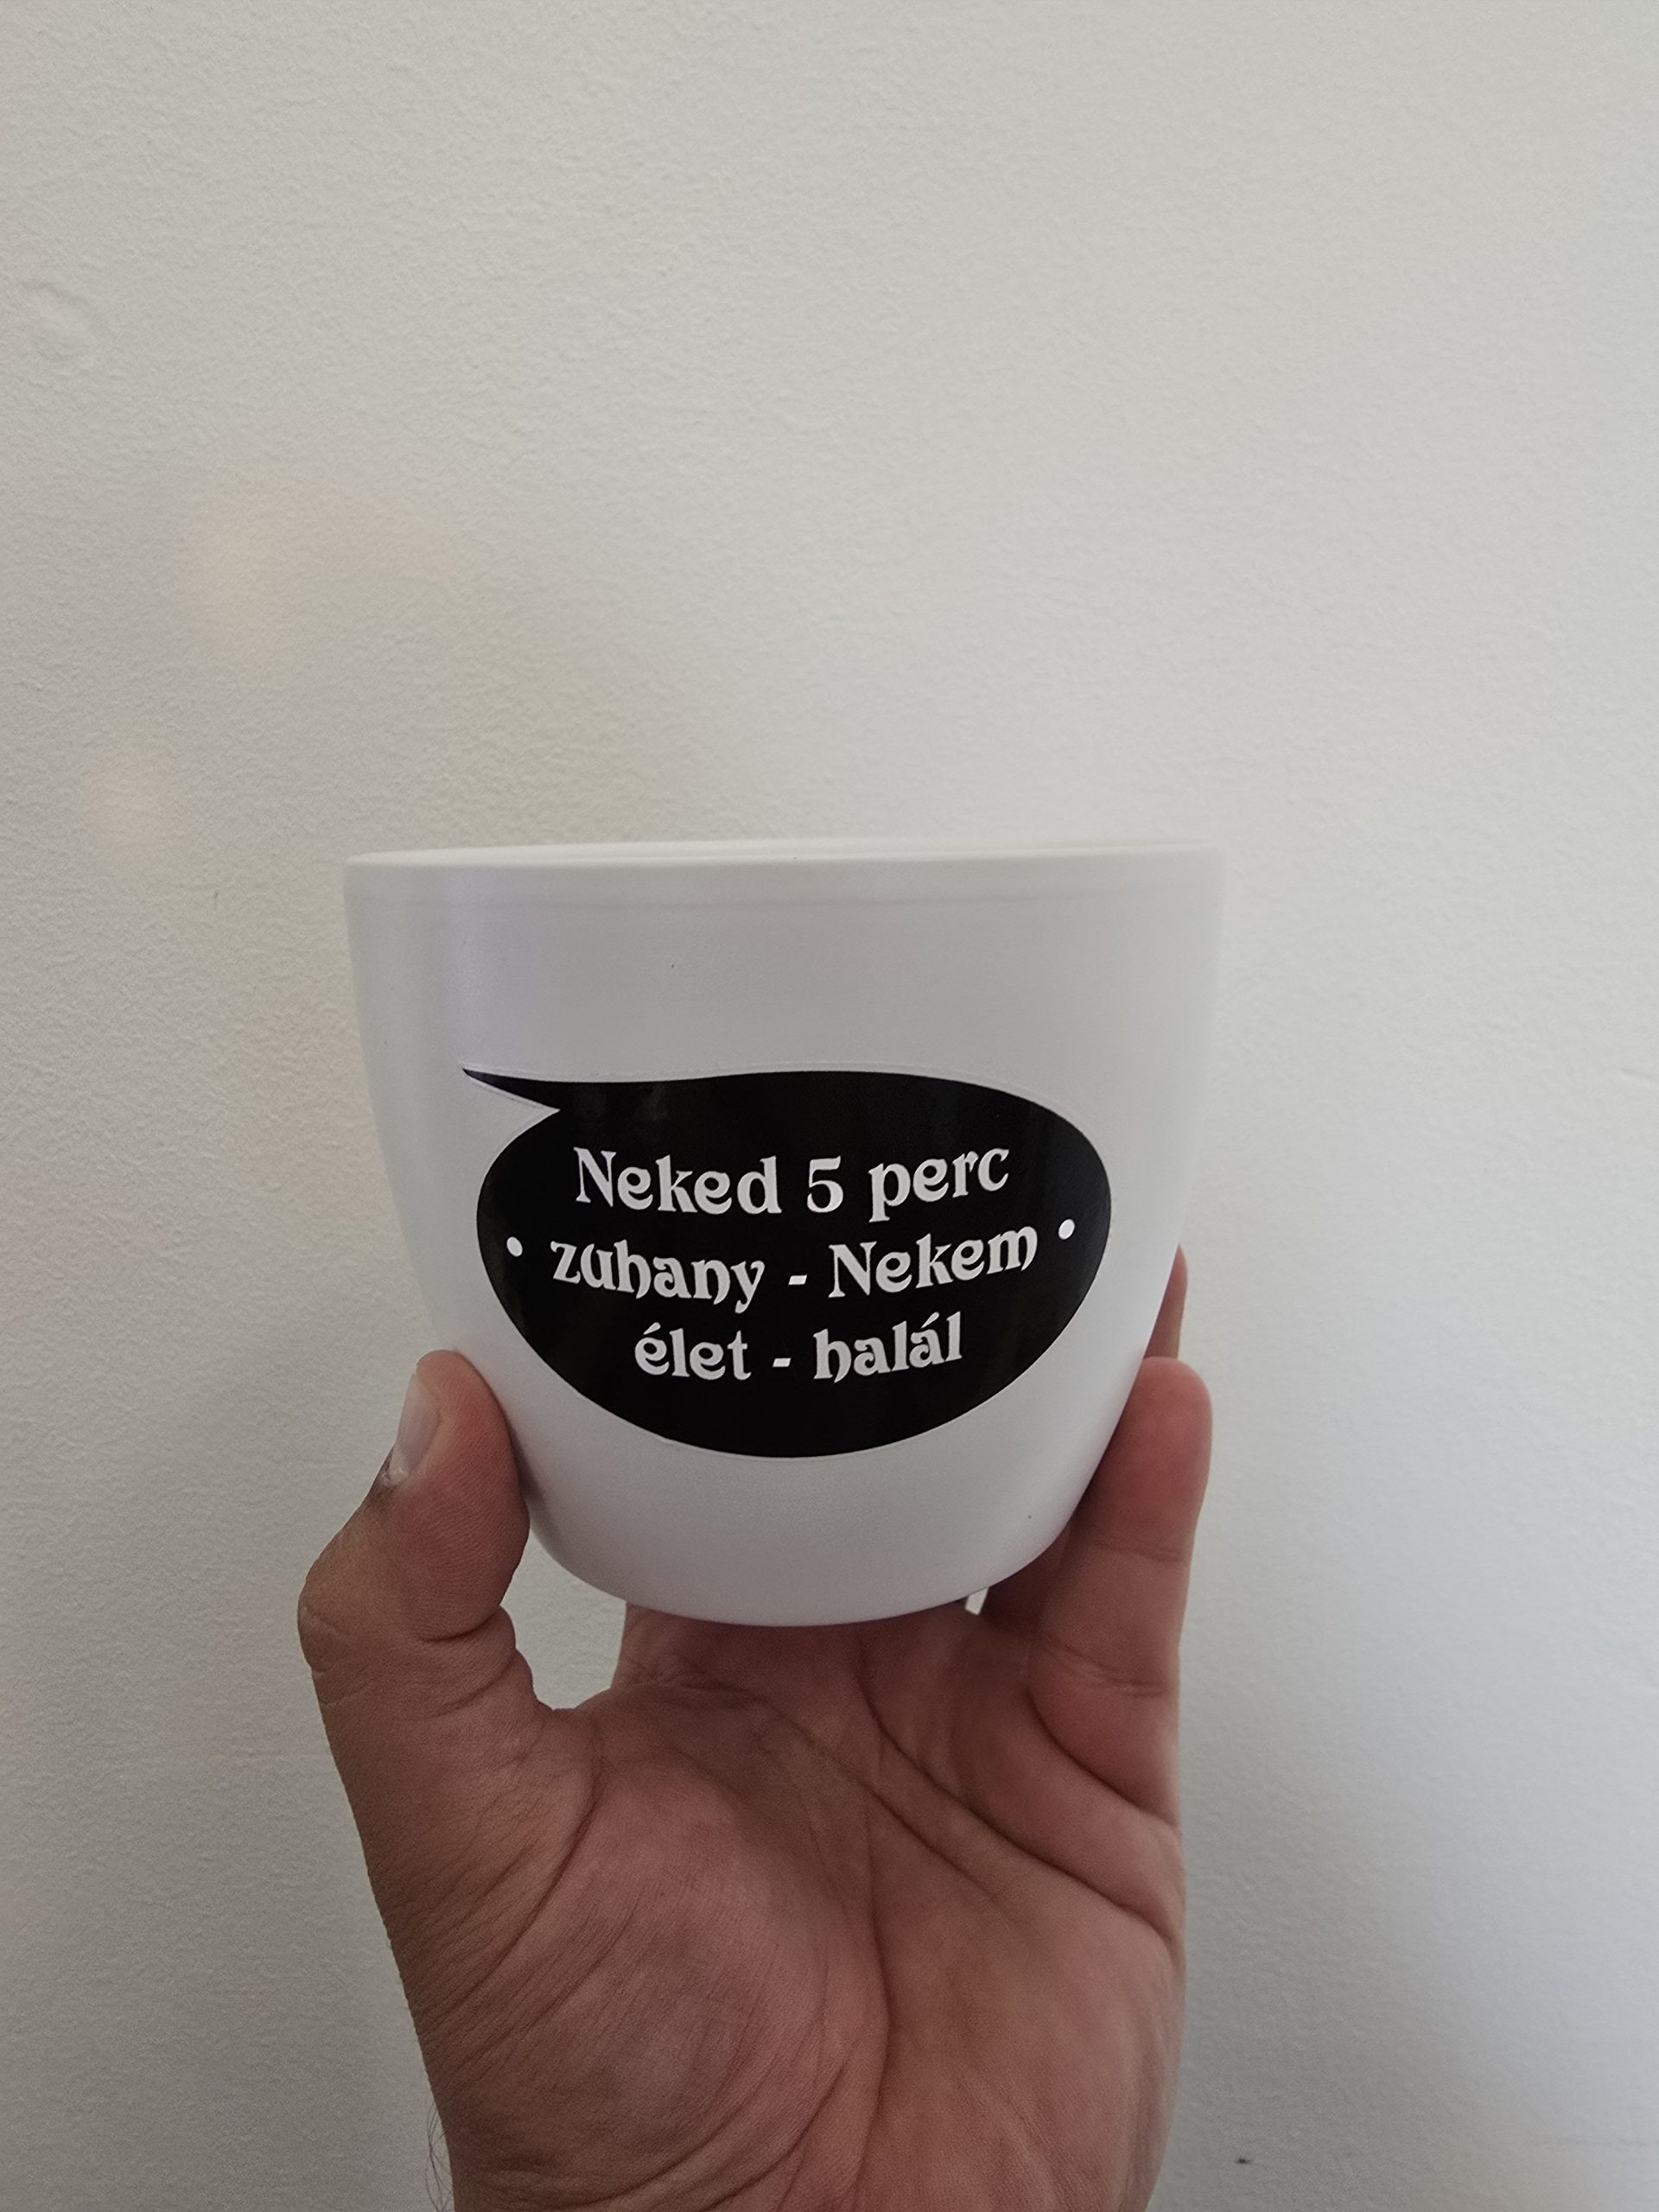 Neked 5 perc
• zuhany - Nekem •
élet - halál